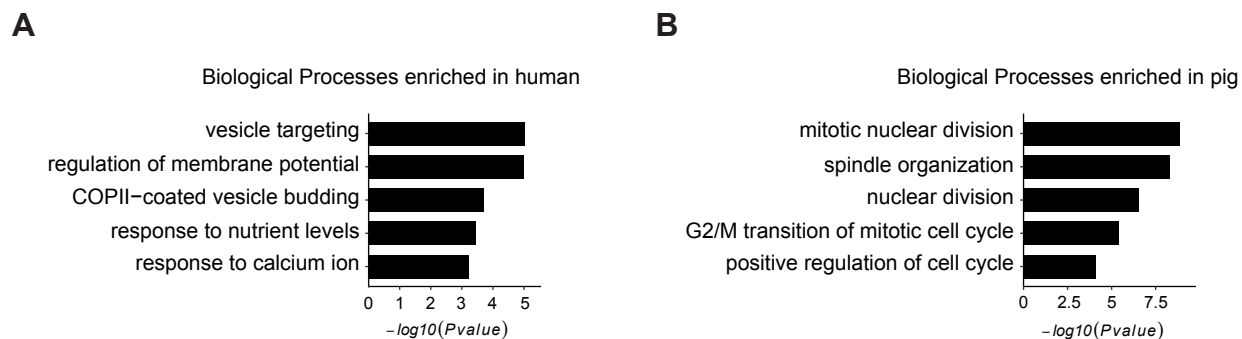 A
Biological Processes enriched in human
vesicle targeting
regulation of membrane potential
COPII−coated vesicle budding
response to nutrient levels
response to calcium ion
0 1 2 3 4 5
−log10(Pvalue)
B
Biological Processes enriched in pig
mitotic nuclear division
spindle organization
nuclear division
G2/M transition of mitotic cell cycle
positive regulation of cell cycle
0 2.5 5 7.5
−log10(Pvalue)